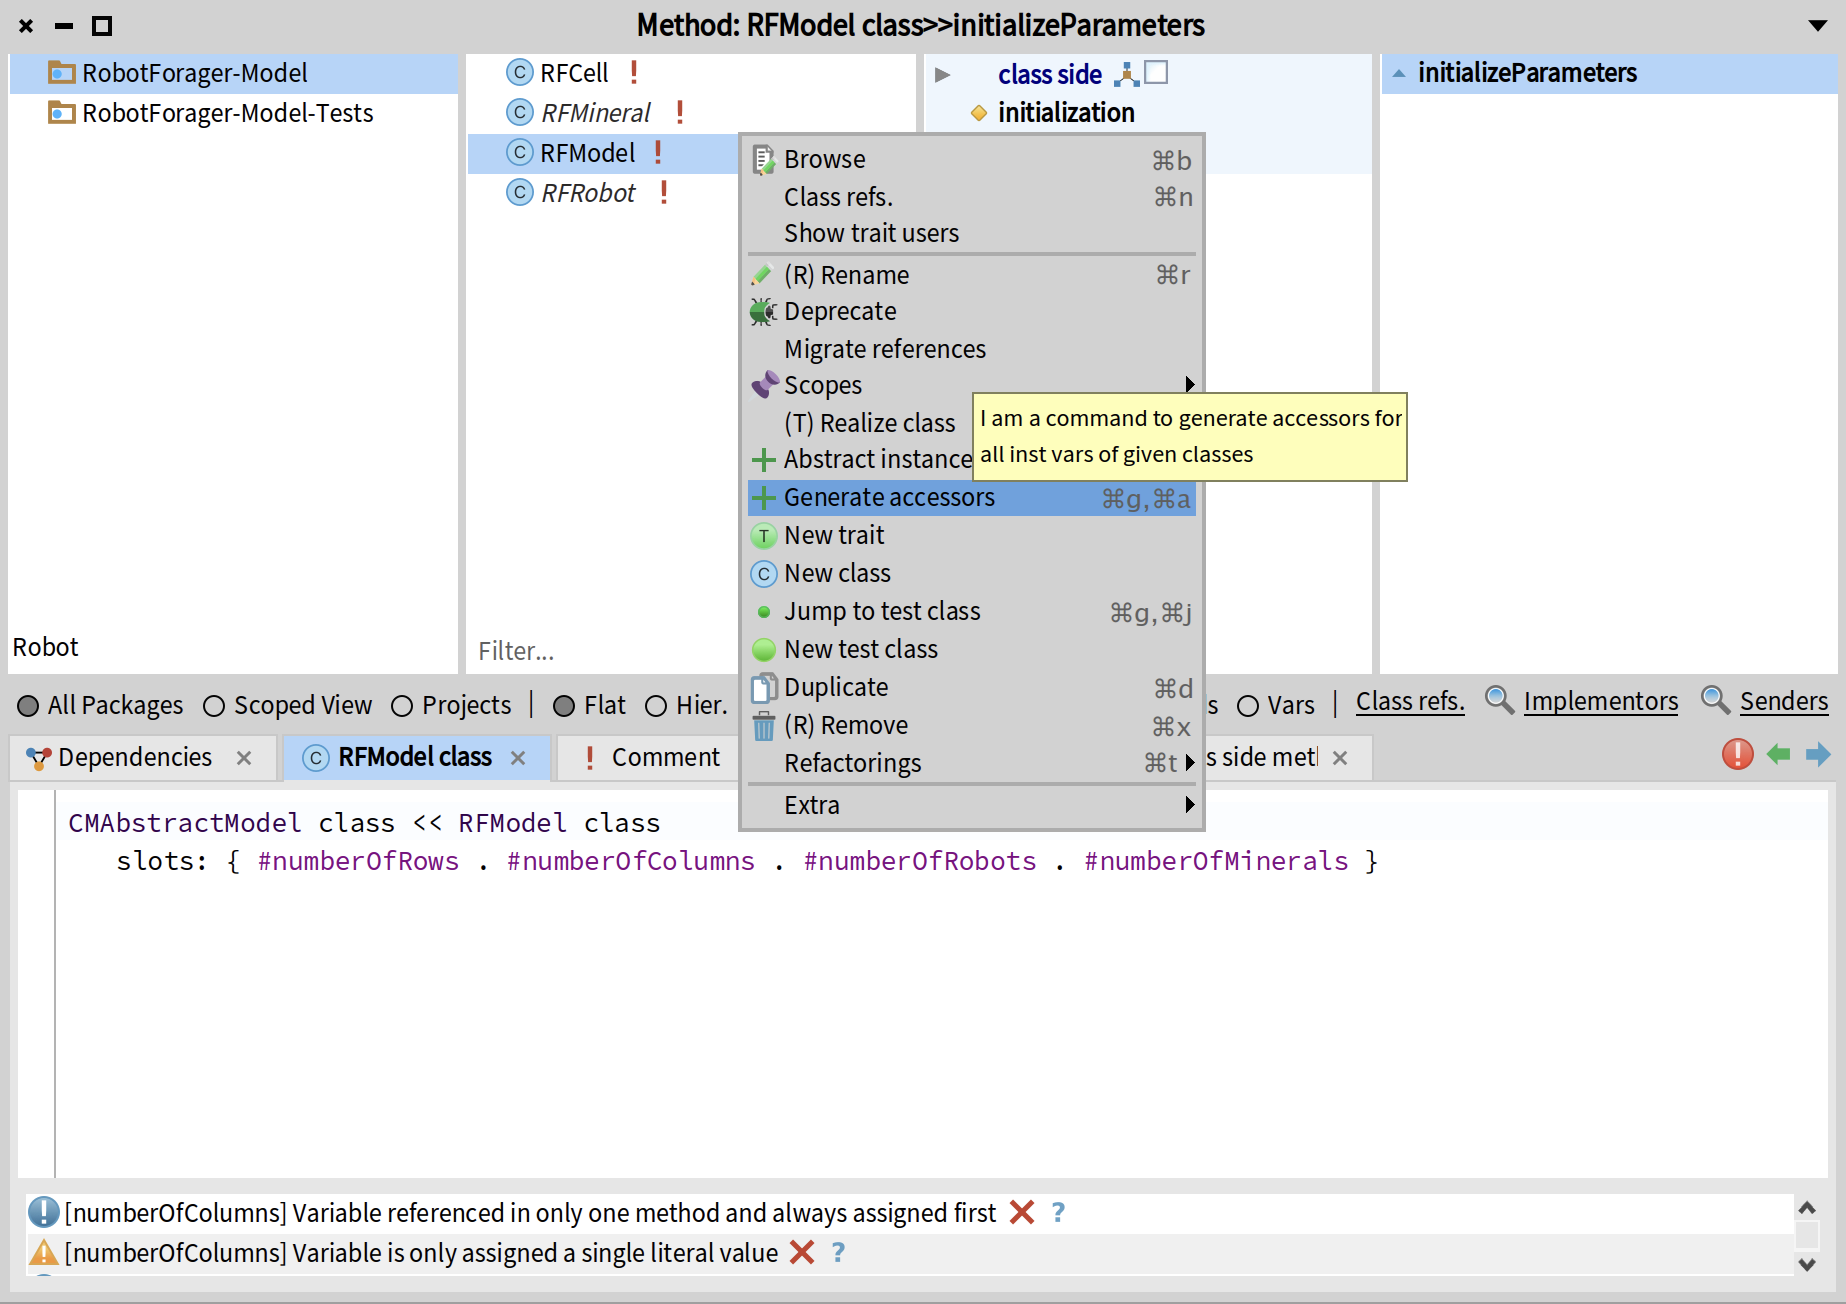 Method: RFModel class>>initializeParameters
RobotForager-Model
RobotForager-Model-Tests
Robot
RFCell
RFMineral
RFModel
RFRobot
Filter...
class side
initialization
initializeParameters
Browse ⌘b
Class refs. ⌘n
Show trait users
(R) Rename ⌘r
Deprecate
Migrate references
Scopes
(T) Realize class
Abstract instance
Generate accessors ⌘g,⌘a
New trait
New class
Jump to test class ⌘g,⌘j
New test class
Duplicate ⌘d
(R) Remove ⌘x
Refactorings ⌘t
Extra
I am a command to generate accessors for
all inst vars of given classes
All Packages Scoped View Projects | Flat Hier. s Vars | Class refs. Implementors Senders
Dependencies RFModel class Comment s side met
CMAbstractModel class << RFModel class
slots: { #numberOfRows . #numberOfColumns . #numberOfRobots . #numberOfMinerals }
[numberOfColumns] Variable referenced in only one method and always assigned first ?
[numberOfColumns] Variable is only assigned a single literal value ?